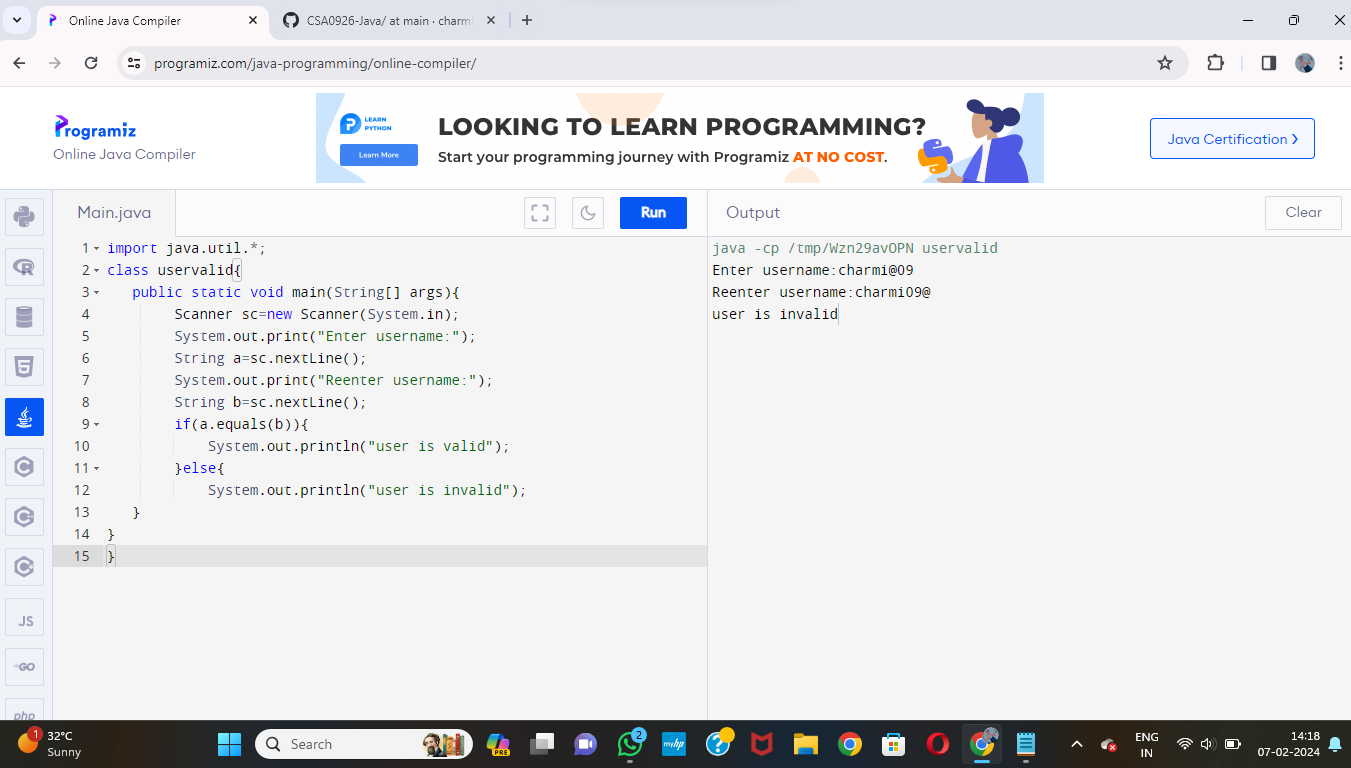 Online Java Compiler
CSA0926-Java/ at main · charmi
programiz.com/java-programming/online-compiler/
Programiz
Online Java Compiler
LEARN
PYTHON
Learn More
LOOKING TO LEARN PROGRAMMING?
Start your programming journey with Programiz AT NO COST.
Java Certification
Main.java
Run
Output
Clear
1 import java.util.*;
2 class uservalid{
3 public static void main(String[] args){
4 Scanner sc=new Scanner(System.in);
5 System.out.print("Enter username:");
6 String a=sc.nextLine();
7 System.out.print("Reenter username:");
8 String b=sc.nextLine();
9 if(a.equals(b)){
10 System.out.println("user is valid");
11 }else{
12 System.out.println("user is invalid");
13 }
14 }
15 }
java -cp /tmp/Wzn29avOPN uservalid
Enter username:charmi@09
Reenter username:charmi09@
user is invalid
JS
GO
php
1
32°C
Sunny
Search
PRE
2
myhp
ENG
IN
14:18
07-02-2024